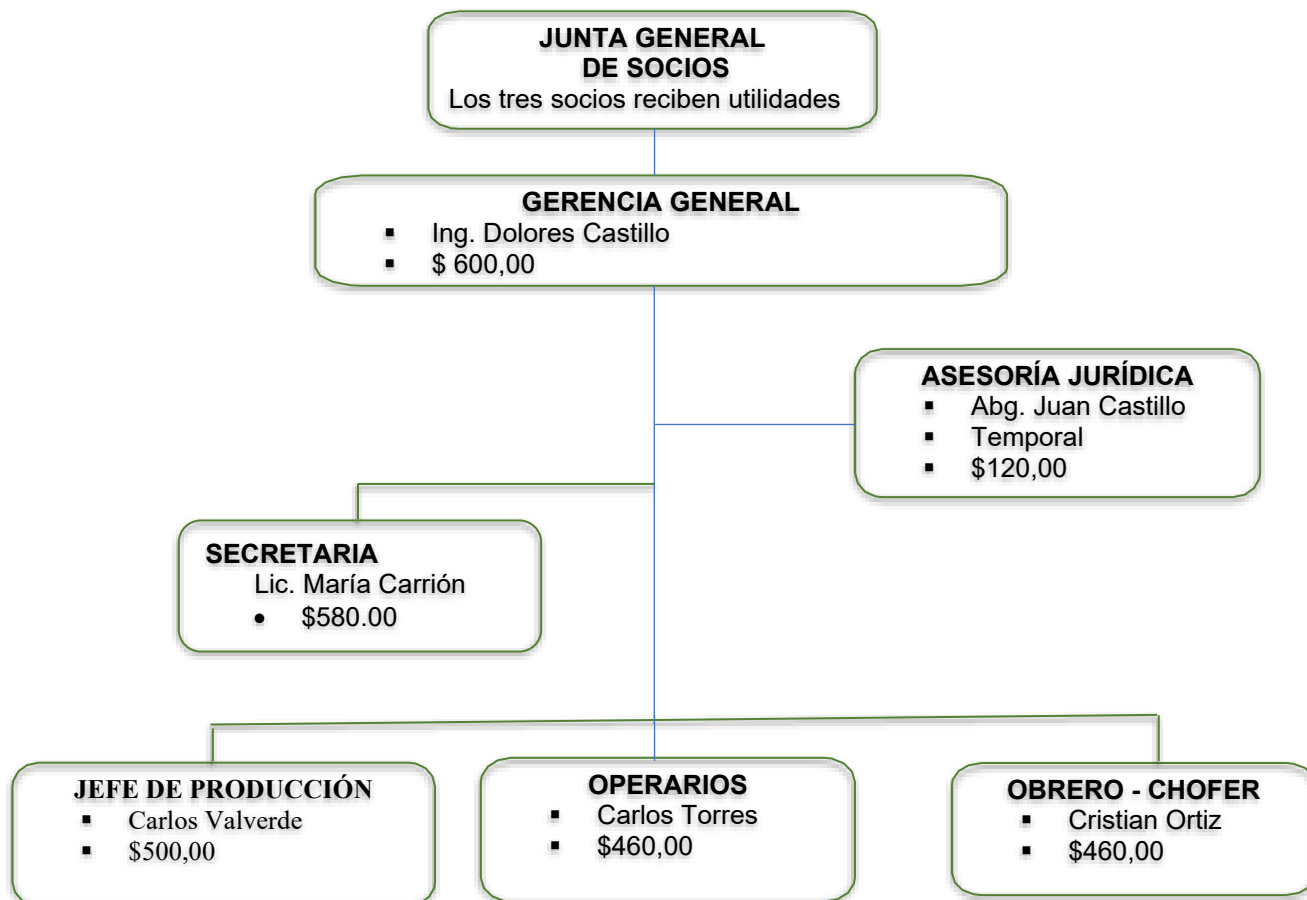 JUNTA GENERAL
DE SOCIOS
Los tres socios reciben utilidades
GERENCIA GENERAL
▪ Ing. Dolores Castillo
▪ $ 600,00
ASESORÍA JURÍDICA
▪ Abg. Juan Castillo
▪ Temporal
▪ $120,00
SECRETARIA
Lic. María Carrión
• $580.00
JEFE DE PRODUCCIÓN
▪ Carlos Valverde
▪ $500,00
OPERARIOS
▪ Carlos Torres
▪ $460,00
OBRERO - CHOFER
▪ Cristian Ortiz
▪ $460,00